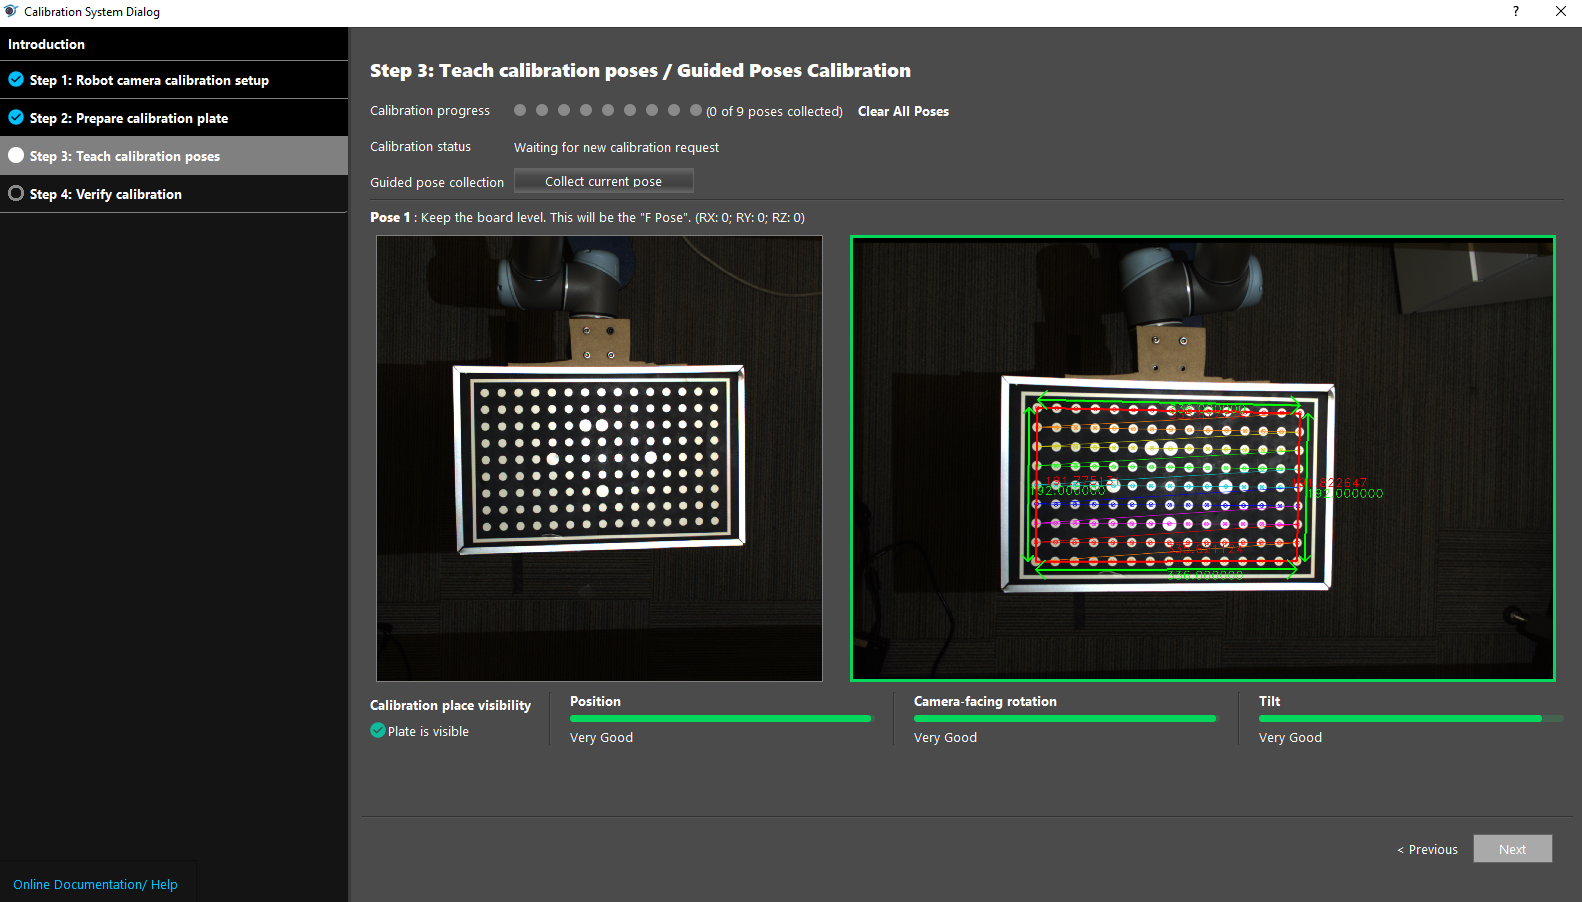 Calibration System Dialog
?
Introduction
Step 1: Robot camera calibration setup
Step 2: Prepare calibration plate
Step 3: Teach calibration poses
Step 4: Verify calibration
Online Documentation/ Help
Step 3: Teach calibration poses / Guided Poses Calibration
Calibration progress
(0 of 9 poses collected)
Clear All Poses
Calibration status
Waiting for new calibration request
Guided pose collection
Collect current pose
Pose 1 : Keep the board level. This will be the "F Pose". (RX: 0; RY: 0; RZ: 0)
192.000000
192.000000
336.000000
Calibration place visibility
Plate is visible
Position
Very Good
Camera-facing rotation
Very Good
Tilt
Very Good
< Previous
Next